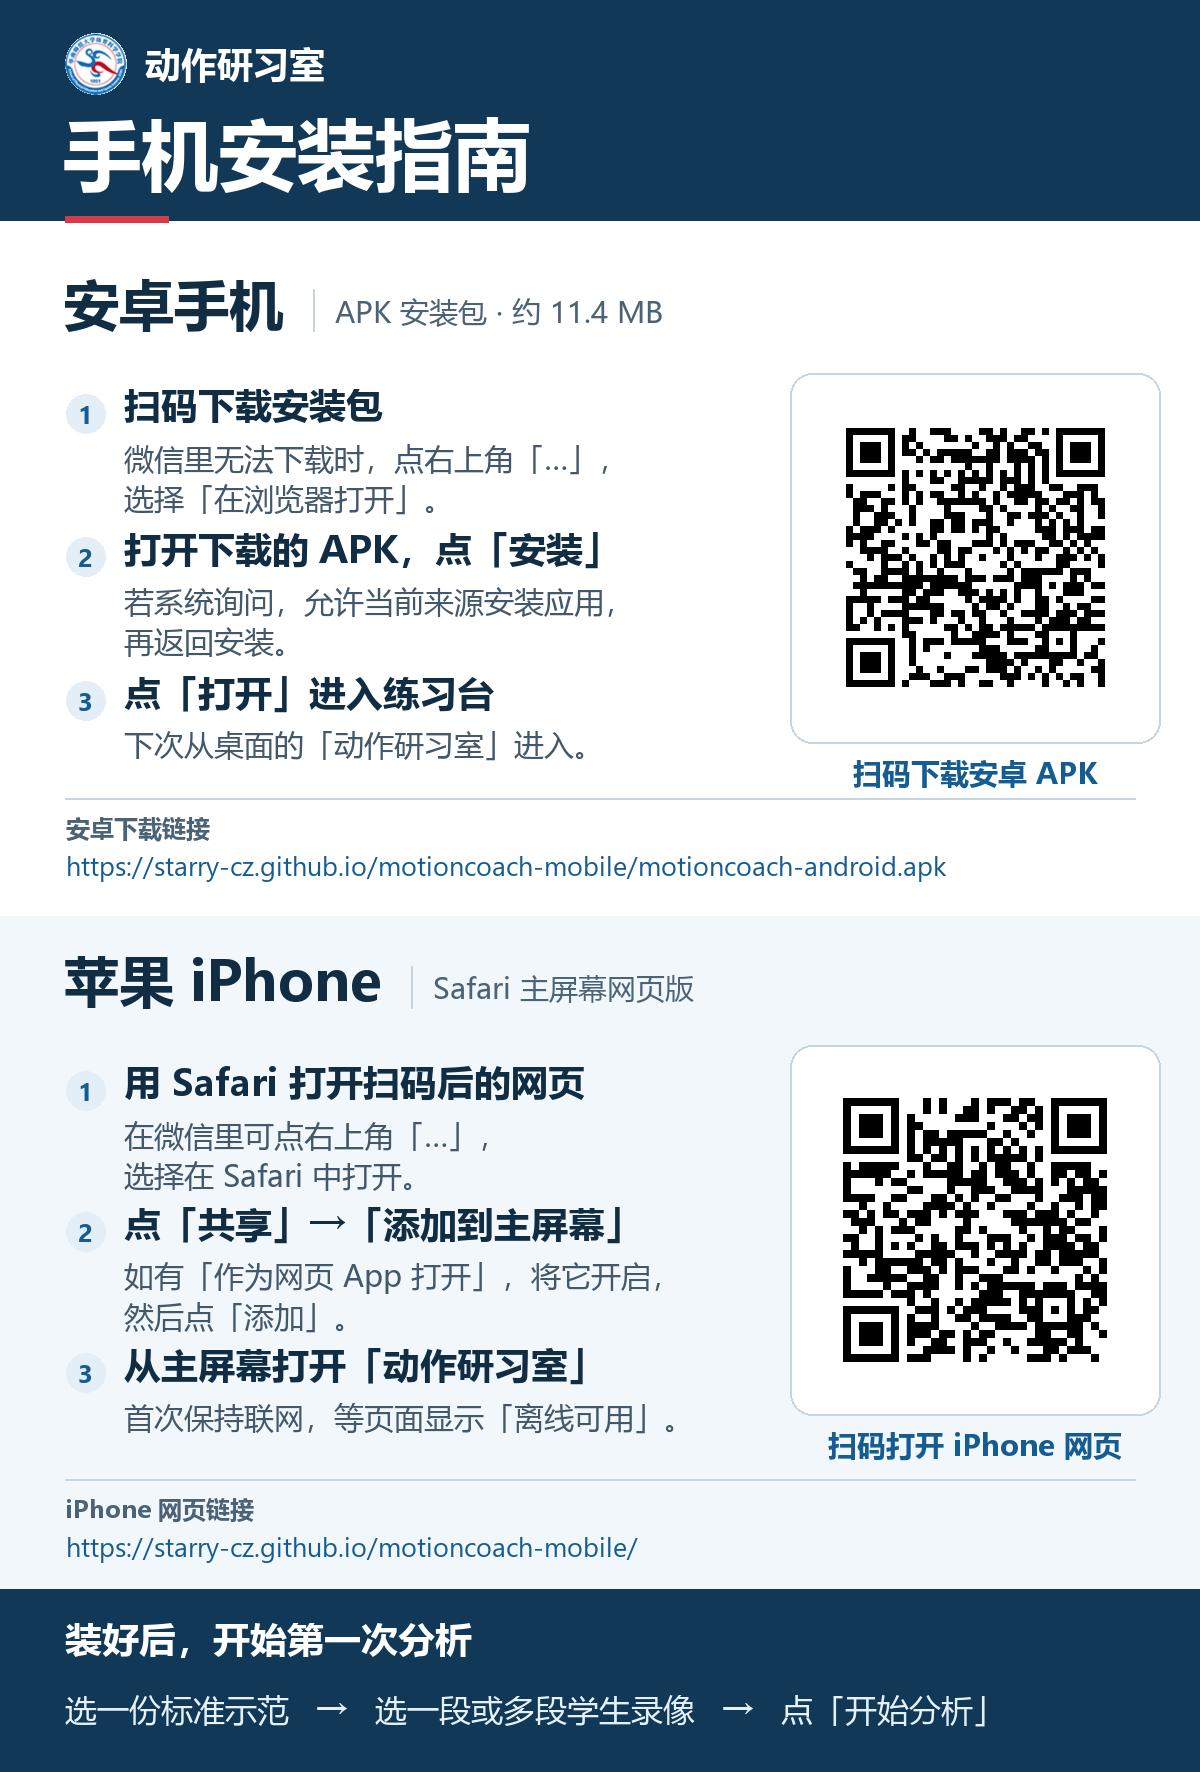 动作研习室
手机安装指南
安卓手机
APK 安装包 · 约 11.4 MB
1 扫码下载安装包
微信里无法下载时，点右上角「...」，
选择「在浏览器打开」。
2 打开下载的 APK，点「安装」
若系统询问，允许当前来源安装应用，
再返回安装。
3 点「打开」进入练习台
下次从桌面的「动作研习室」进入。
扫码下载安卓 APK
安卓下载链接
https://starry-cz.github.io/motioncoach-mobile/motioncoach-android.apk
苹果 iPhone
Safari 主屏幕网页版
1 用 Safari 打开扫码后的网页
在微信里可点右上角「...」，
选择在 Safari 中打开。
2 点「共享」→「添加到主屏幕」
如有「作为网页 App 打开」，将它开启，
然后点「添加」。
3 从主屏幕打开「动作研习室」
首次保持联网，等页面显示「离线可用」。
扫码打开 iPhone 网页
iPhone 网页链接
https://starry-cz.github.io/motioncoach-mobile/
装好后，开始第一次分析
选一份标准示范 → 选一段或多段学生录像 → 点「开始分析」